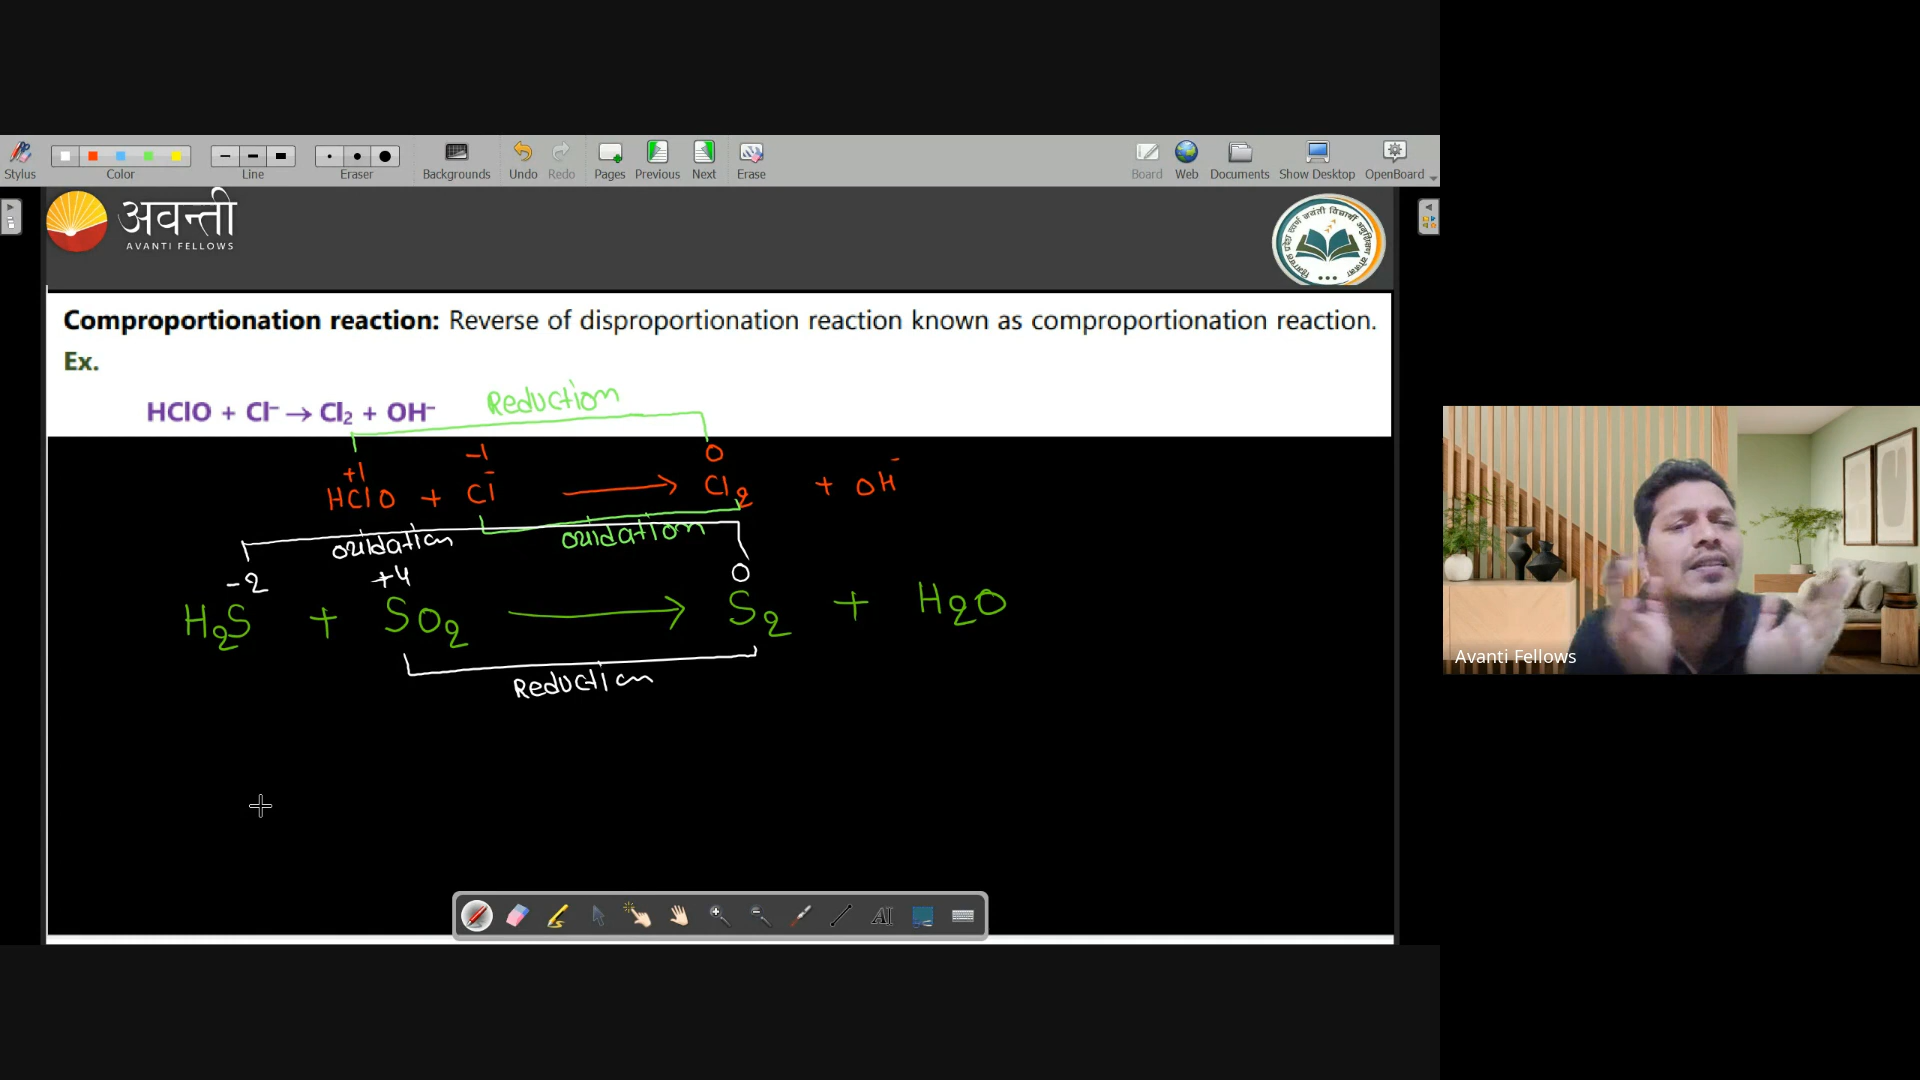 Stylus
Color
Line
Eraser
Backgrounds
Undo
Redo
Pages
Previous
Next
Erase
Board
Web
Documents
Show Desktop
OpenBoard
अवन्ती
AVANTI FELLOWS
Comproportionation reaction: Reverse of disproportionation reaction known as comproportionation reaction.
Ex.
HClO + Cl⁻ → Cl₂ + OH⁻
Reduction
+1 -1 0
HClO + Cl⁻ → Cl₂ + OH⁻
oxidation oxidation
-2 +4 0
H₂S + SO₂ → S₂ + H₂O
Reduction
Avanti Fellows